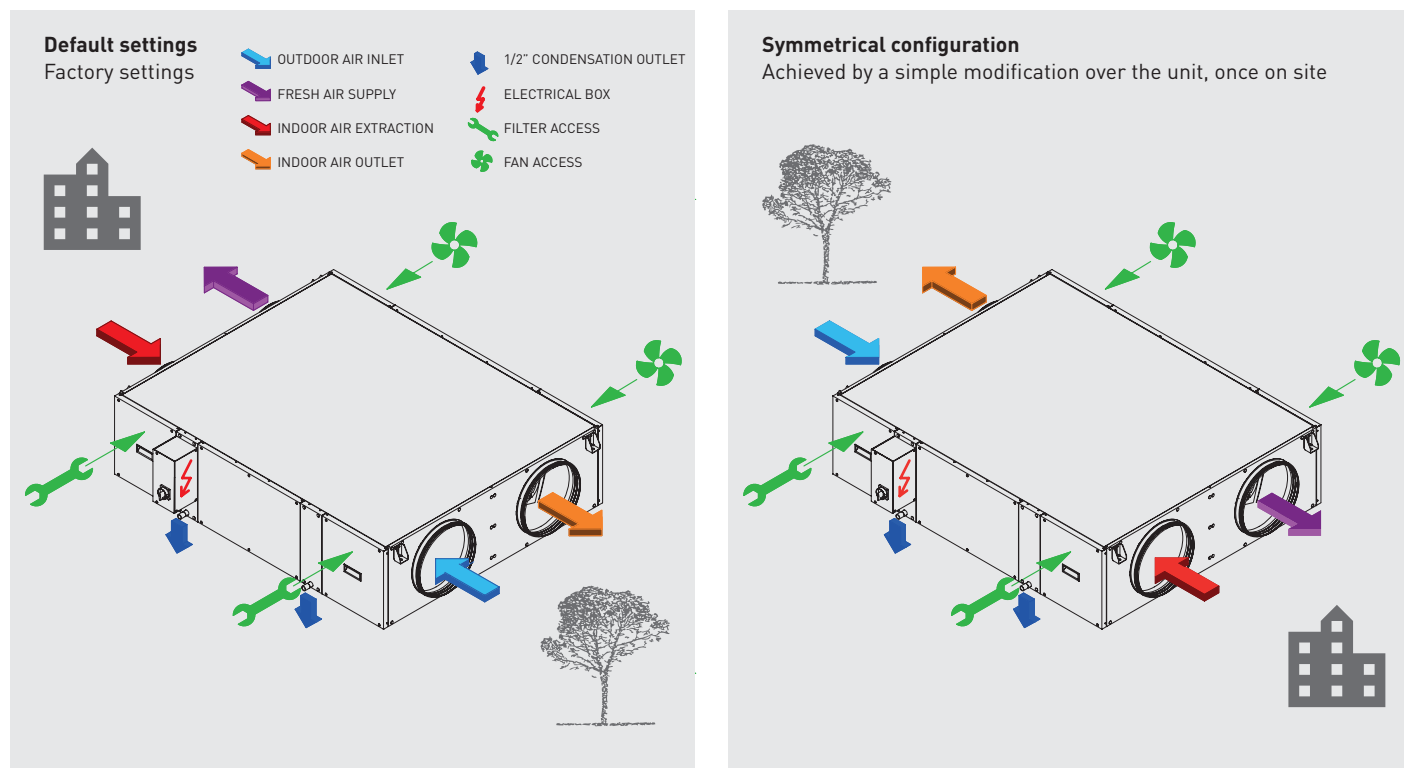 Default settings
Factory settings
OUTDOOR AIR INLET
FRESH AIR SUPPLY
INDOOR AIR EXTRACTION
INDOOR AIR OUTLET
1/2” CONDENSATION OUTLET
ELECTRICAL BOX
FILTER ACCESS
FAN ACCESS
Symmetrical configuration
Achieved by a simple modification over the unit, once on site